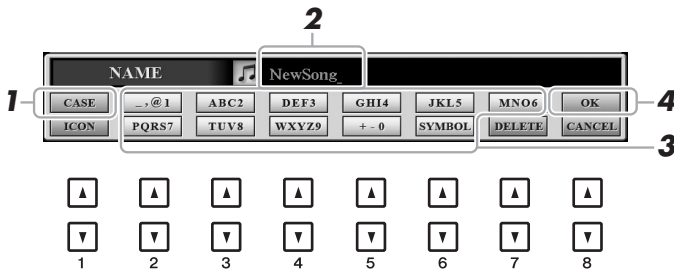 2
NAME NewSong_
1 CASE _,@1 ABC2 DEF3 GHI4 JKL5 MNO6 OK 4
ICON PQRS7 TUV8 WXYZ9 + - 0 SYMBOL DELETE CANCEL
3
1 2 3 4 5 6 7 8